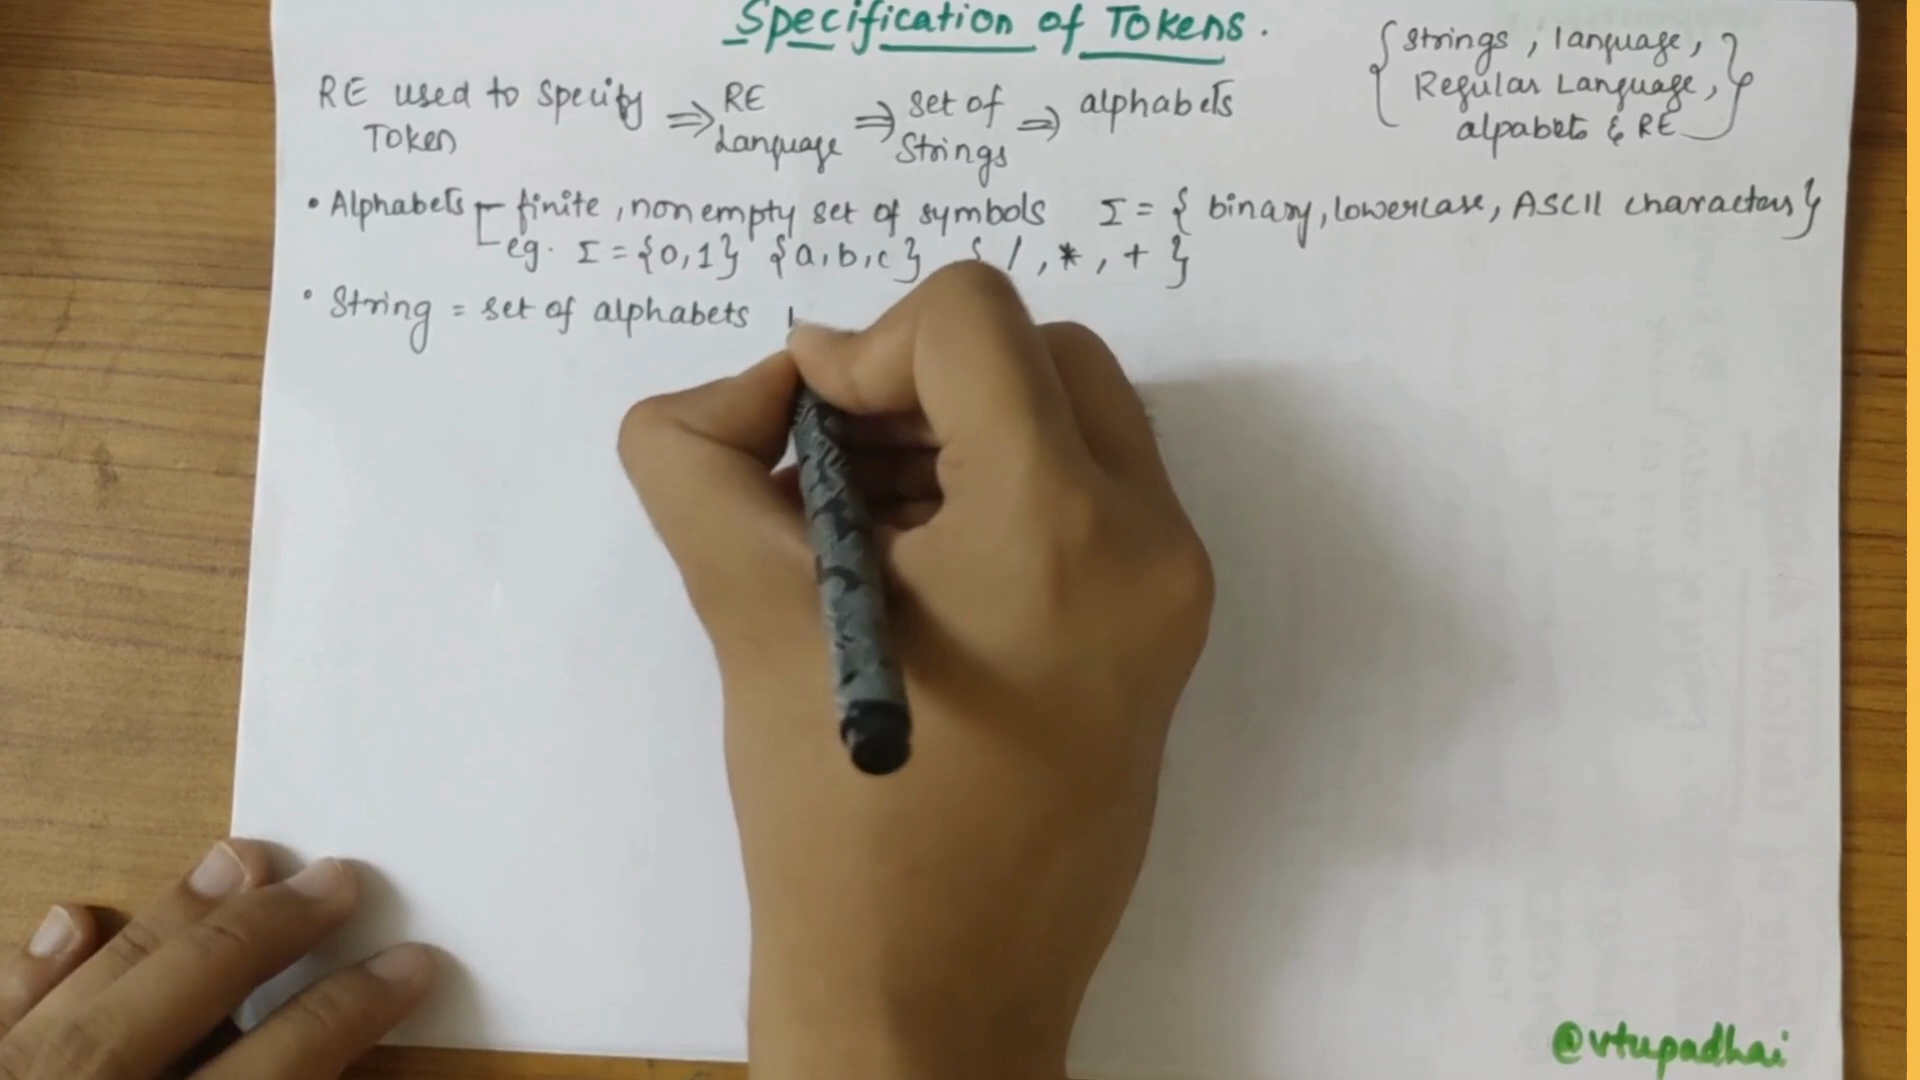 Specification of Tokens.
{ strings, language,
Regular Language,
alpabets & RE }
RE used to specify Token ⇒ RE Language ⇒ set of Strings ⇒ alphabets
• Alphabets - finite, non empty set of symbols Σ = { binary, lowercase, ASCII characters }
eg. Σ = {0,1} {a,b,c} { /, *, + }
• String = set of alphabets
@vtupadhai